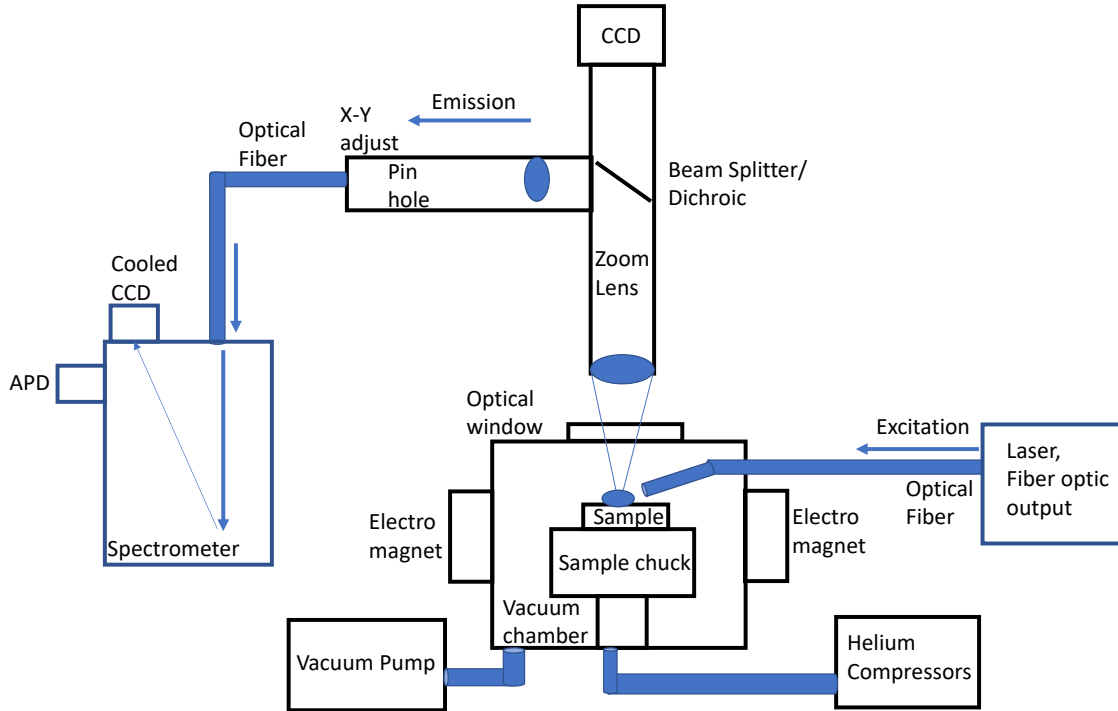 CCD
Emission
X-Y
adjust
Optical
Fiber
Pin
hole
Beam Splitter/
Dichroic
Zoom
Lens
Cooled
CCD
APD
Spectrometer
Optical
window
Excitation
Laser,
Fiber optic
output
Optical
Fiber
Electro
magnet
Sample
Electro
magnet
Sample chuck
Vacuum
chamber
Vacuum Pump
Helium
Compressors